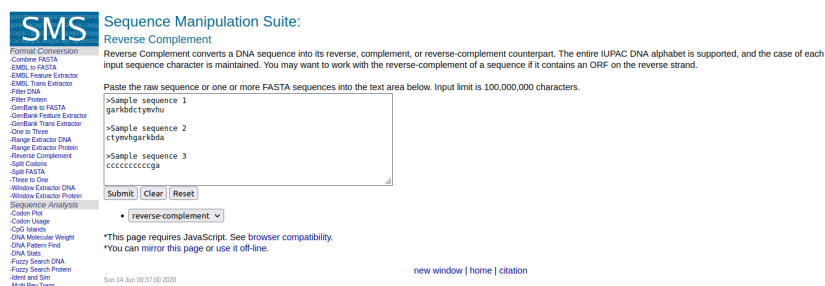 SMS
Format Conversion
-Combine FASTA
-EMBL to FASTA
-EMBL Feature Extractor
-EMBL Trans Extractor
-Filter DNA
-Filter Protein
-GenBank to FASTA
-GenBank Feature Extractor
-GenBank Trans Extractor
-One to Three
-Range Extractor DNA
-Range Extractor Protein
-Reverse Complement
-Split Codons
-Split FASTA
-Three to One
-Window Extractor DNA
-Window Extractor Protein
Sequence Analysis
-Codon Plot
-Codon Usage
-CpG Islands
-DNA Molecular Weight
-DNA Pattern Find
-DNA Stats
-Fuzzy Search DNA
-Fuzzy Search Protein
-Ident and Sim
-Multi Rev Trans
Sequence Manipulation Suite:
Reverse Complement
Reverse Complement converts a DNA sequence into its reverse, complement, or reverse-complement counterpart. The entire IUPAC DNA alphabet is supported, and the case of each
input sequence character is maintained. You may want to work with the reverse-complement of a sequence if it contains an ORF on the reverse strand.
Paste the raw sequence or one or more FASTA sequences into the text area below. Input limit is 100,000,000 characters.
>Sample sequence 1
garkbdctymvhu
>Sample sequence 2
ctymvhgarkbda
>Sample sequence 3
ccccccccccga
Submit Clear Reset
• reverse-complement
*This page requires JavaScript. See browser compatibility.
*You can mirror this page or use it off-line.
new window | home | citation
Sun 14 Jun 00:37:00 2020